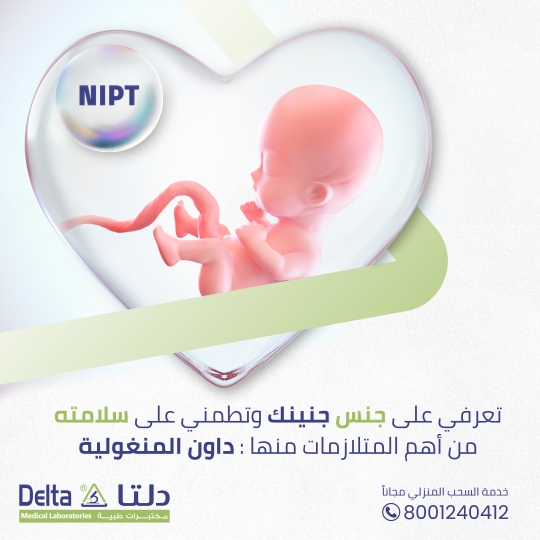 NIPT
تعرفي على جنس جنينك وتطمني على سلامته
من أهم المتلازمات منها : داون المنغولية
Delta دلتا
Medical Laboratories مختبرات طبية
خدمة السحب المنزلي مجاناً
8001240412